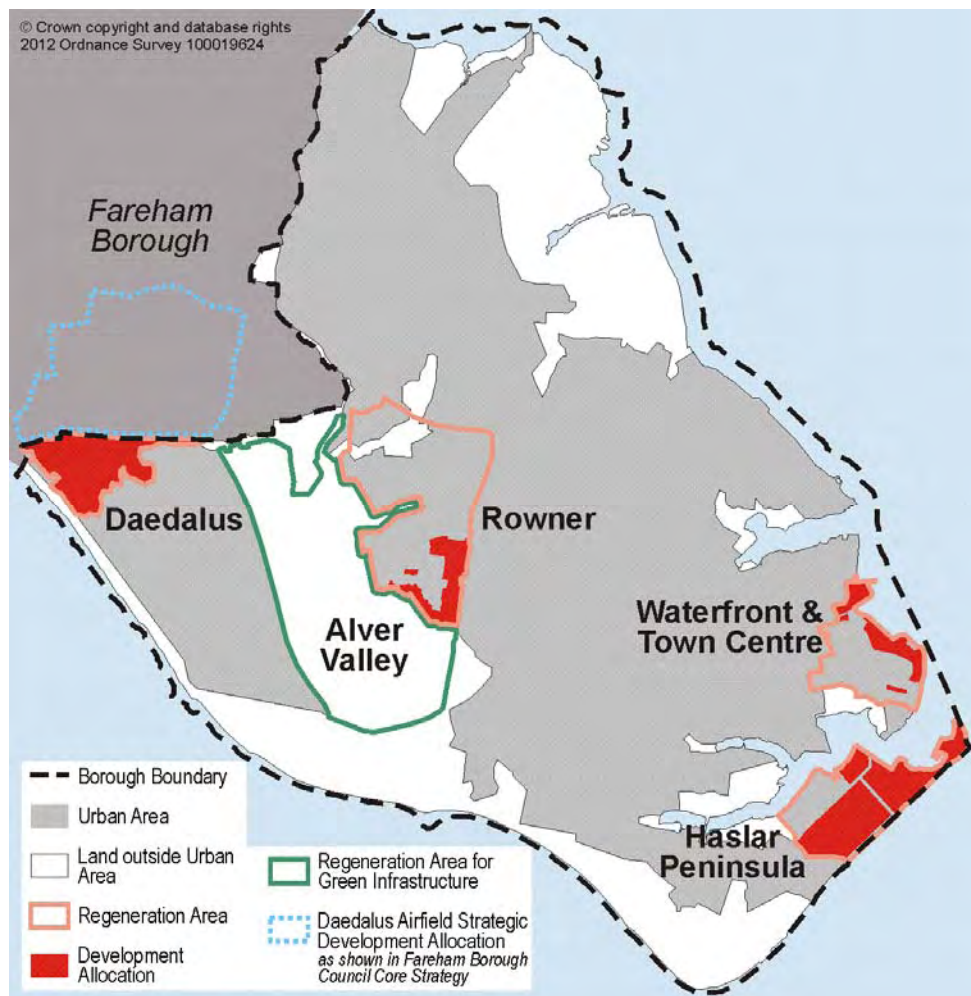 © Crown copyright and database rights
2012 Ordnance Survey 100019624
Fareham
Borough
Daedalus
Rowner
Alver
Valley
Waterfront &
Town Centre
Haslar
Peninsula
Borough Boundary
Urban Area
Land outside Urban
Area
Regeneration Area
Development
Allocation
Regeneration Area for
Green Infrastructure
Daedalus Airfield Strategic
Development Allocation
as shown in Fareham Borough
Council Core Strategy